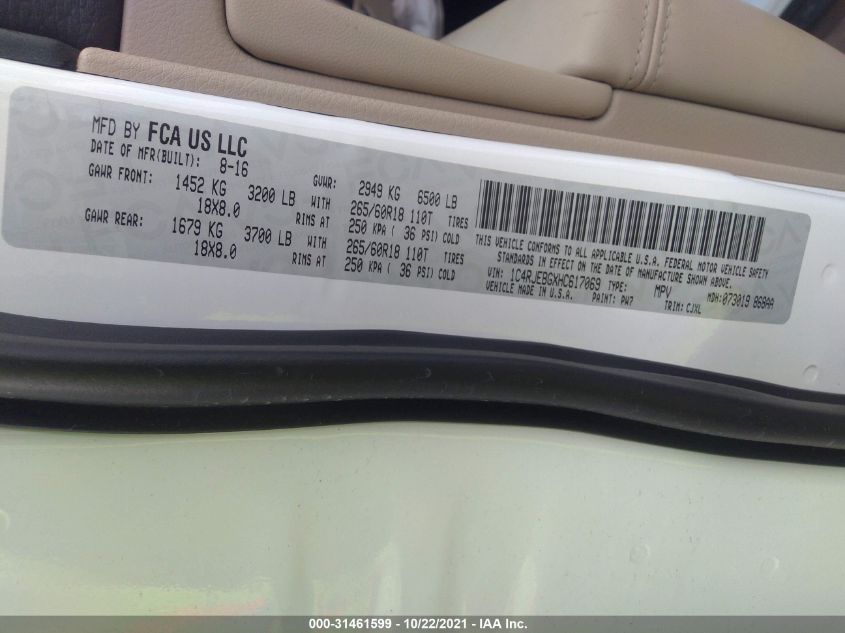 MFD BY FCA US LLC
DATE OF MFR(BUILT): 8-16 GVWR: 2949 KG 6500 LB
GAWR FRONT: 1452 KG 3200 LB WITH 265/60R18 110T TIRES
18X8.0 RIMS AT 250 KPA ( 36 PSI) COLD
GAWR REAR: 1679 KG 3700 LB WITH 265/60R18 110T TIRES
18X8.0 RIMS AT 250 KPA ( 36 PSI) COLD
THIS VEHICLE CONFORMS TO ALL APPLICABLE U.S.A. FEDERAL MOTOR VEHICLE SAFETY
STANDARDS IN EFFECT ON THE DATE OF MANUFACTURE SHOWN ABOVE.
VIN: 1C4RJEBGXHC617069 TYPE: MPV MDH: 073019 868AA
VEHICLE MADE IN U.S.A. PAINT: PW7 TRIM: CJXL
000-31461599 - 10/22/2021 - IAA Inc.